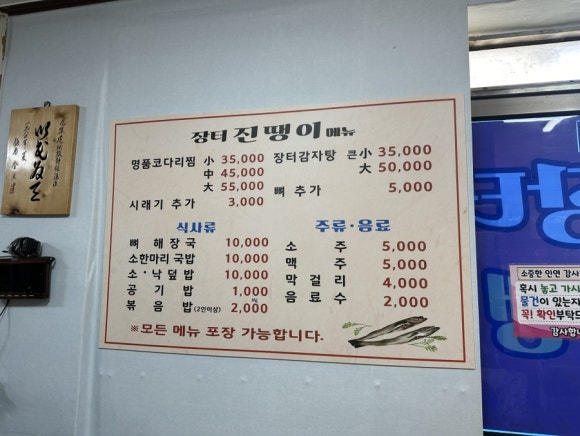 장터 진땡이 메뉴
명품코다리찜 小 35,000
中 45,000
大 55,000
시래기 추가 3,000
장터감자탕 큰小 35,000
大 50,000
뼈 추가 5,000
식사류
뼈 해장국 10,000
소한마리국밥 10,000
소·낙덮밥 10,000
공기밥 1,000
볶음밥(2인이상) 2,000
주류·음료
소주 5,000
맥주 5,000
막걸리 4,000
음료수 2,000
※모든 메뉴 포장 가능합니다.
소중한 인연 감사
혹시 놓고 가시
물건이 있는지
꼭! 확인부탁드
감사합니